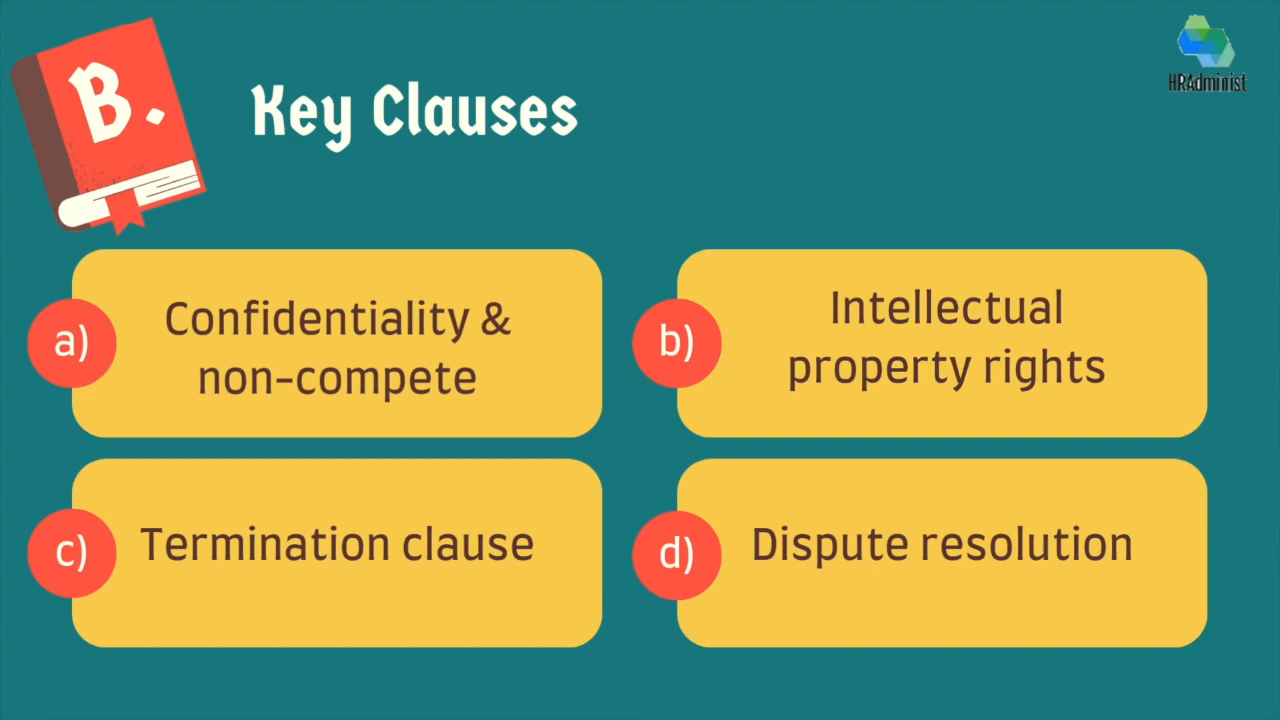 B.
Key Clauses
HRAdminist
a)
Confidentiality &
non-compete
b)
Intellectual
property rights
c)
Termination clause
d)
Dispute resolution